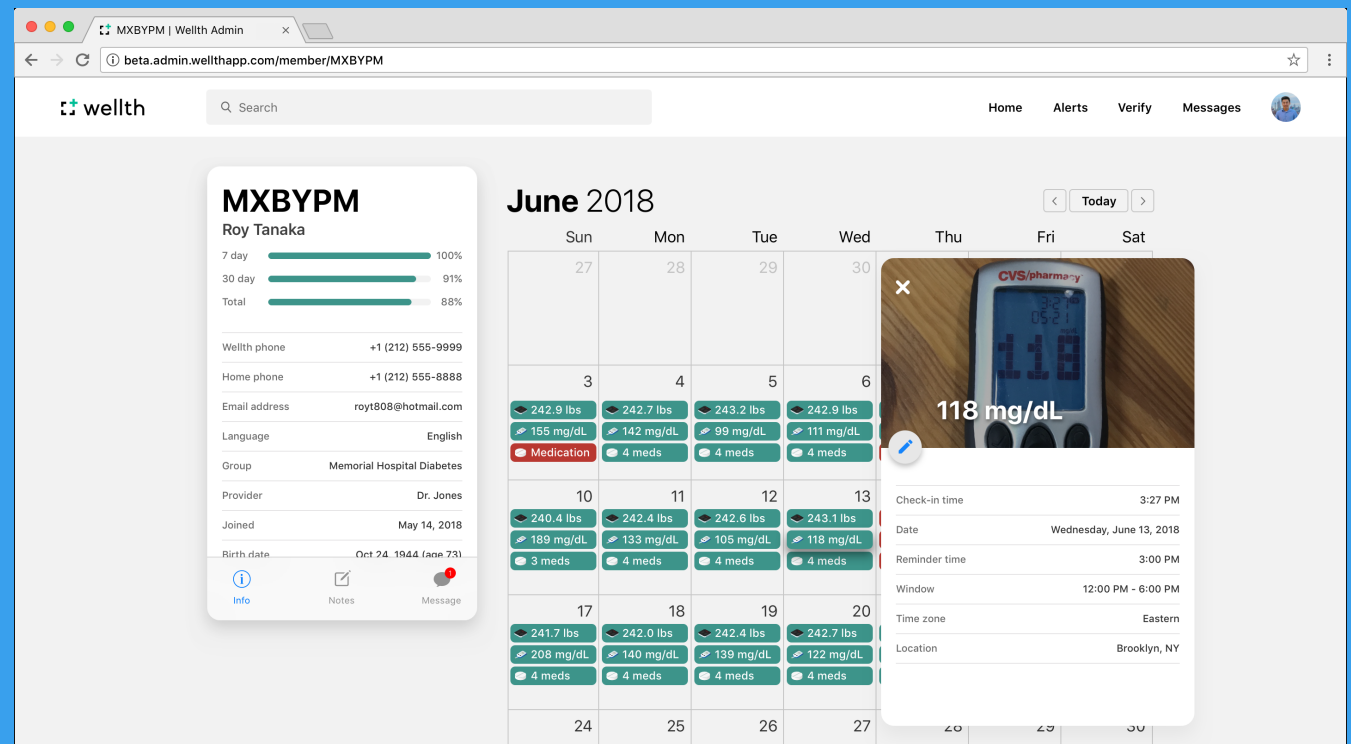 MXBYPM | Wellth Admin
beta.admin.wellthapp.com/member/MXBYPM
wellth
Search
Home Alerts Verify Messages
MXBYPM
Roy Tanaka
7 day 100%
30 day 91%
Total 88%
Wellth phone +1 (212) 555-9999
Home phone +1 (212) 555-8888
Email address royt808@hotmail.com
Language English
Group Memorial Hospital Diabetes
Provider Dr. Jones
Joined May 14, 2018
Birth date Oct 24, 1944 (age 73)
1
Info Notes Message
June 2018
< Today >
Sun Mon Tue Wed Thu Fri Sat
27 28 29 30
3 4 5 6
242.9 lbs 242.7 lbs 243.2 lbs 242.9 lbs
155 mg/dL 142 mg/dL 99 mg/dL 111 mg/dL
Medication 4 meds 4 meds 4 meds
10 11 12 13
240.4 lbs 242.4 lbs 242.6 lbs 243.1 lbs
189 mg/dL 133 mg/dL 105 mg/dL 118 mg/dL
3 meds 4 meds 4 meds 4 meds
17 18 19 20
241.7 lbs 242.0 lbs 242.4 lbs 242.7 lbs
208 mg/dL 140 mg/dL 139 mg/dL 122 mg/dL
4 meds 4 meds 4 meds 4 meds
24 25 26 27 28 29 30
CVS/pharmacy
3:27
05:21
mg/dL
118
118 mg/dL
Check-in time 3:27 PM
Date Wednesday, June 13, 2018
Reminder time 3:00 PM
Window 12:00 PM - 6:00 PM
Time zone Eastern
Location Brooklyn, NY